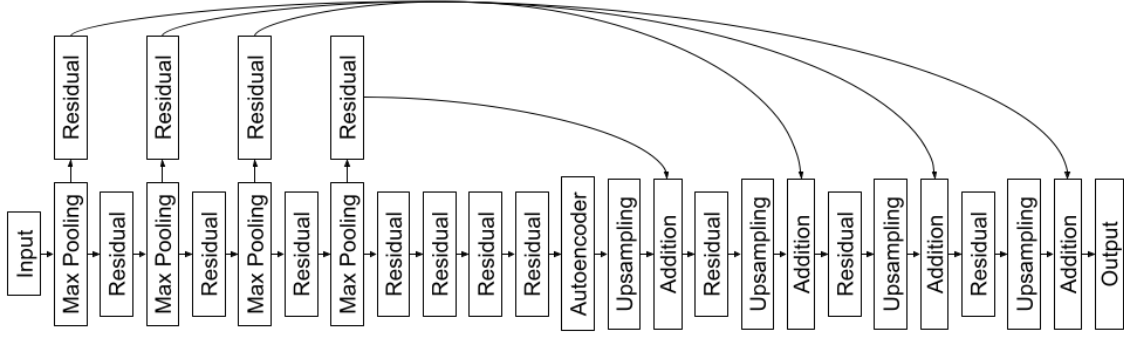 Residual
Residual
Residual
Residual
Input
Max Pooling
Residual
Max Pooling
Residual
Max Pooling
Residual
Max Pooling
Residual
Residual
Residual
Residual
Autoencoder
Upsampling
Addition
Residual
Upsampling
Addition
Residual
Upsampling
Addition
Residual
Upsampling
Addition
Output